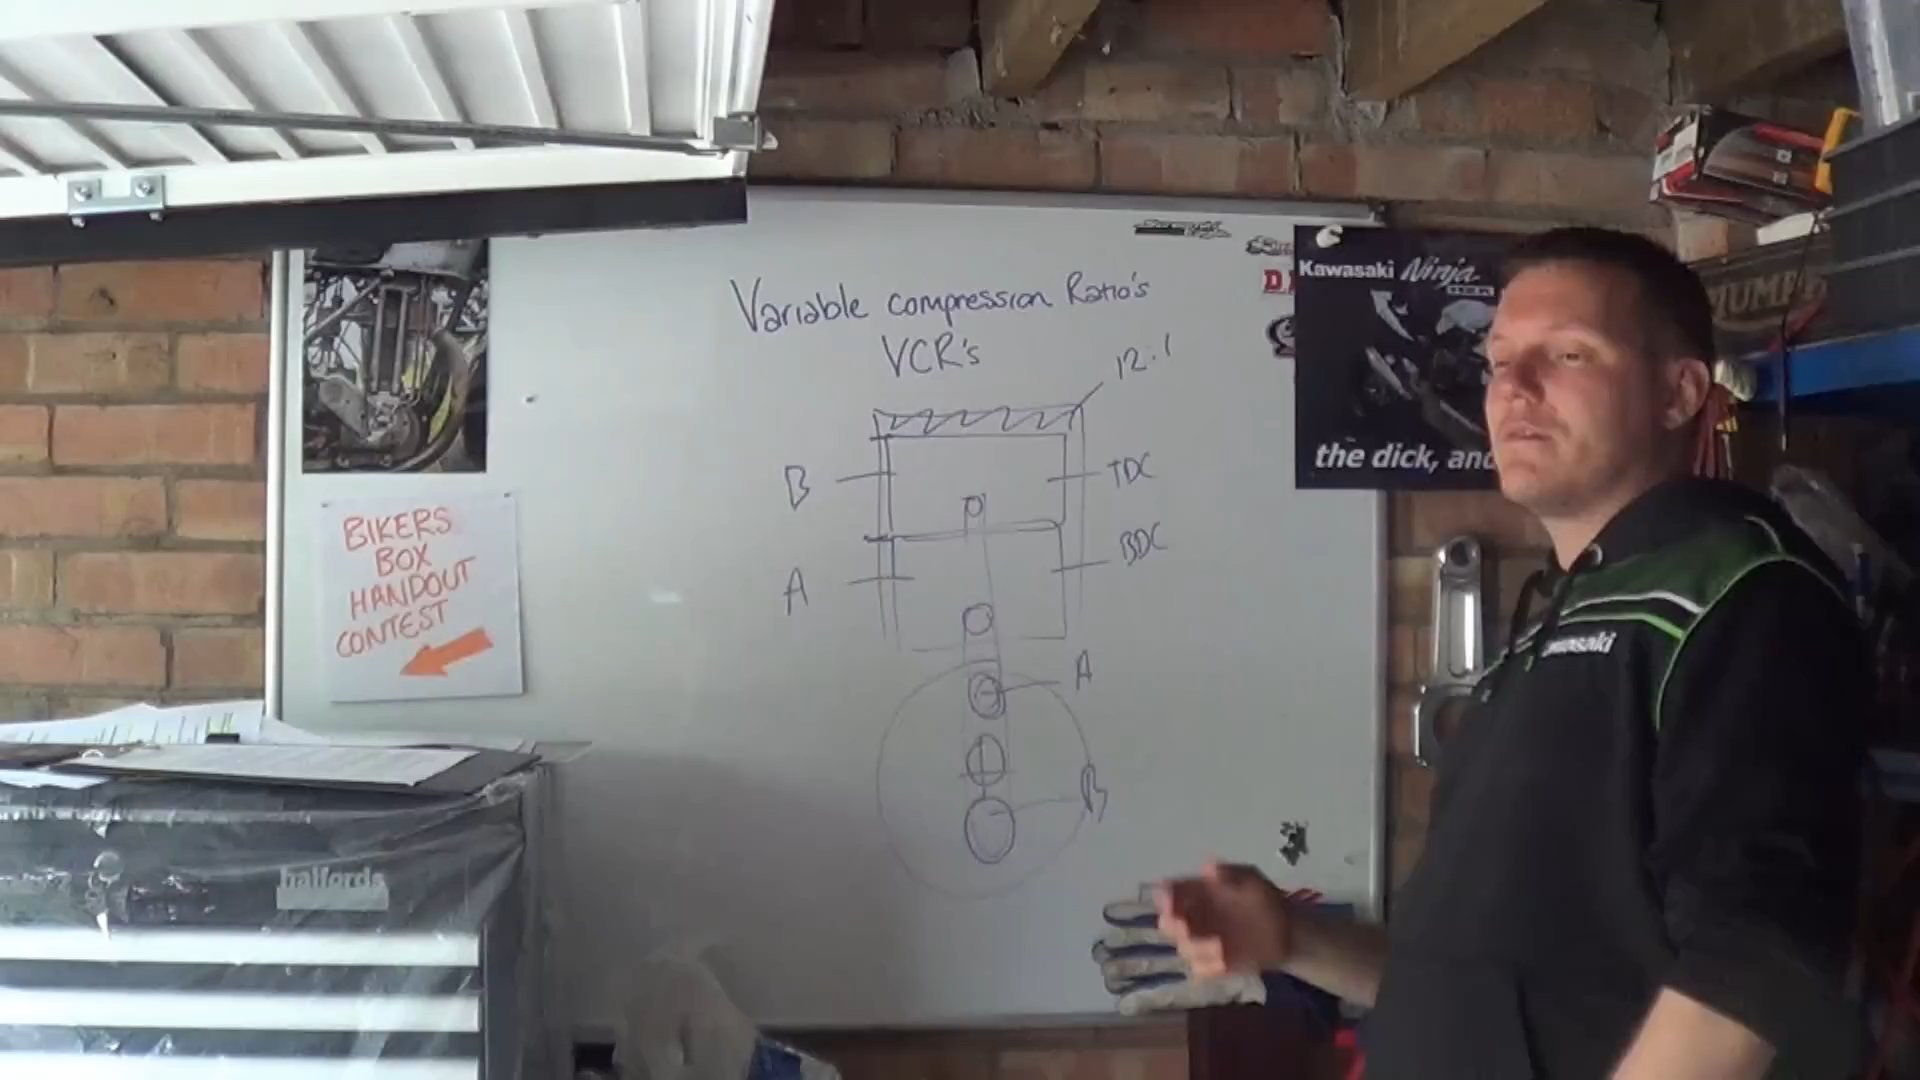 Variable compression Ratio's
VCR's
12:1
B
TDC
A
BDC
A
B
BIKERS
BOX
HANDOUT
CONTEST
halfords
Kawasaki Ninja
the dick, and
Kawasaki